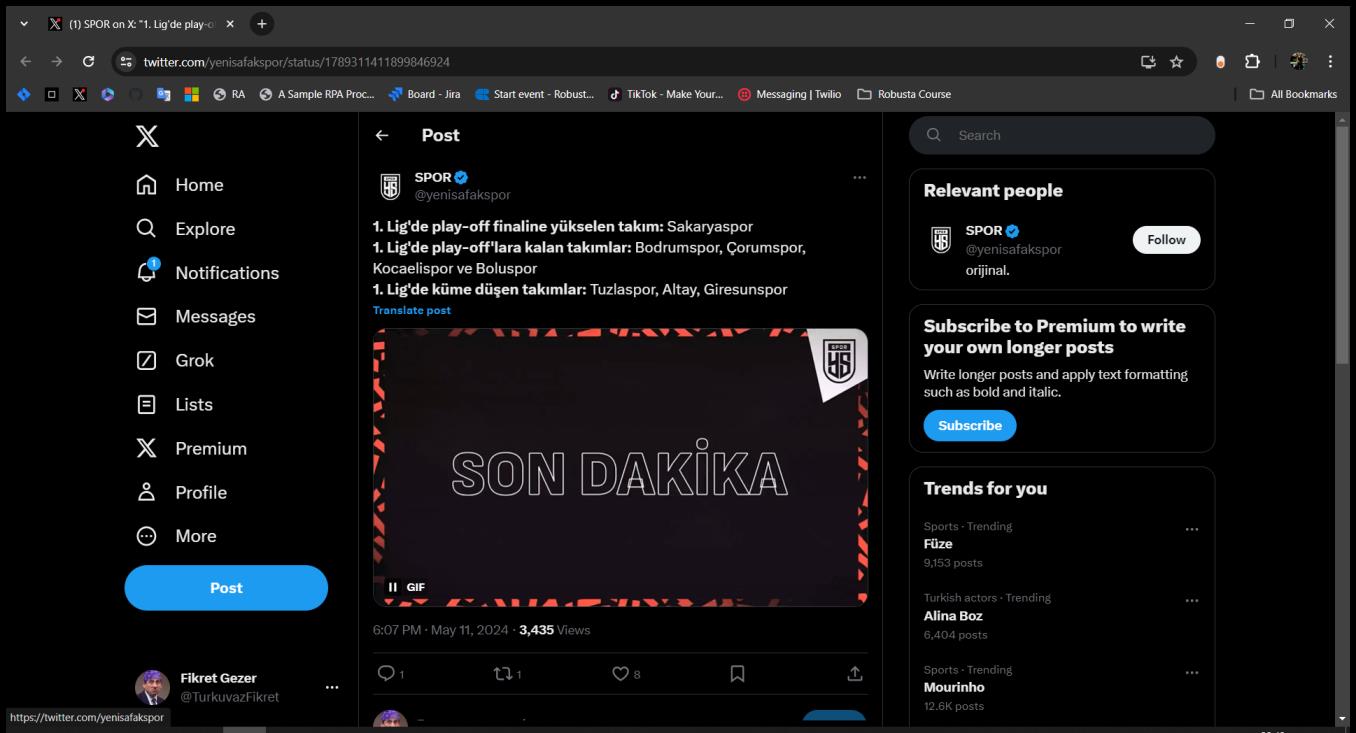 (1) SPOR on X: "1. Lig'de play-o
twitter.com/yenisafakspor/status/1789311411899846924
RA
A Sample RPA Proc...
Board - Jira
Start event - Robust...
TikTok - Make Your...
Messaging | Twilio
Robusta Course
All Bookmarks
Home
Explore
1
Notifications
Messages
Grok
Lists
Premium
Profile
More
Post
Fikret Gezer
@TurkuvazFikret
https://twitter.com/yenisafakspor
Post
SPOR
@yenisafakspor
1. Lig'de play-off finaline yükselen takım: Sakaryaspor
1. Lig'de play-off'lara kalan takımlar: Bodrumspor, Çorumspor,
Kocaelispor ve Boluspor
1. Lig'de küme düşen takımlar: Tuzlaspor, Altay, Giresunspor
Translate post
SPOR
SON DAKİKA
GIF
6:07 PM · May 11, 2024 · 3,435 Views
1
1
8
Search
Relevant people
SPOR
@yenisafakspor
Follow
orijinal.
Subscribe to Premium to write
your own longer posts
Write longer posts and apply text formatting
such as bold and italic.
Subscribe
Trends for you
Sports · Trending
Füze
9,153 posts
Turkish actors · Trending
Alina Boz
6,404 posts
Sports · Trending
Mourinho
12.6K posts